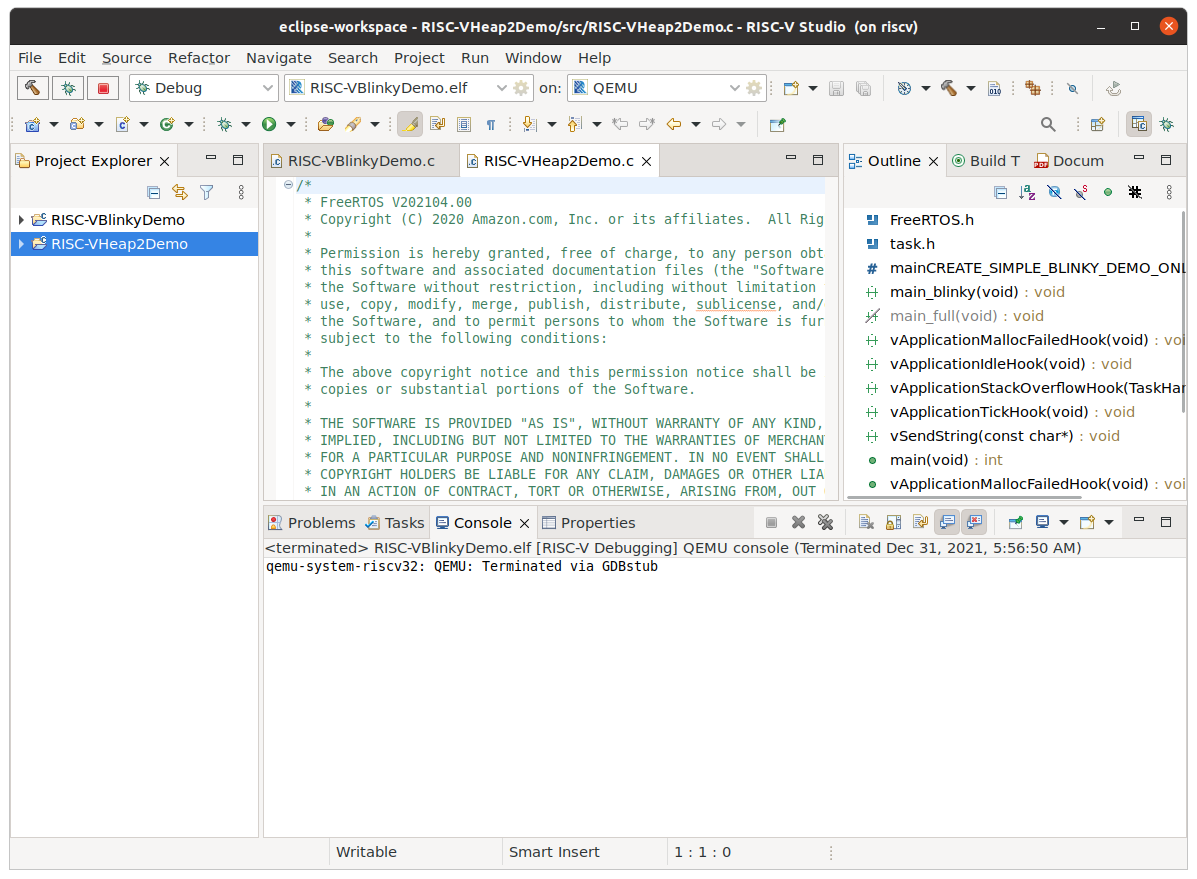 eclipse-workspace - RISC-VHeap2Demo/src/RISC-VHeap2Demo.c - RISC-V Studio (on riscv)
File Edit Source Refactor Navigate Search Project Run Window Help
Debug RISC-VBlinkyDemo.elf on: QEMU
010
Project Explorer
RISC-VBlinkyDemo
RISC-VHeap2Demo
RISC-VBlinkyDemo.c RISC-VHeap2Demo.c
/*
* FreeRTOS V202104.00
* Copyright (C) 2020 Amazon.com, Inc. or its affiliates.  All Rig
*
* Permission is hereby granted, free of charge, to any person obt
* this software and associated documentation files (the "Software
* the Software without restriction, including without limitation
* use, copy, modify, merge, publish, distribute, sublicense, and/
* the Software, and to permit persons to whom the Software is fur
* subject to the following conditions:
*
* The above copyright notice and this permission notice shall be
* copies or substantial portions of the Software.
*
* THE SOFTWARE IS PROVIDED "AS IS", WITHOUT WARRANTY OF ANY KIND,
* IMPLIED, INCLUDING BUT NOT LIMITED TO THE WARRANTIES OF MERCHAN
* FOR A PARTICULAR PURPOSE AND NONINFRINGEMENT. IN NO EVENT SHALL
* COPYRIGHT HOLDERS BE LIABLE FOR ANY CLAIM, DAMAGES OR OTHER LIA
* IN AN ACTION OF CONTRACT, TORT OR OTHERWISE, ARISING FROM, OUT
Outline Build T Docum
FreeRTOS.h
task.h
# mainCREATE_SIMPLE_BLINKY_DEMO_ONL
main_blinky(void) : void
main_full(void) : void
vApplicationMallocFailedHook(void) : voi
vApplicationIdleHook(void) : void
vApplicationStackOverflowHook(TaskHan
vApplicationTickHook(void) : void
vSendString(const char*) : void
main(void) : int
vApplicationMallocFailedHook(void) : voi
Problems Tasks Console Properties
<terminated> RISC-VBlinkyDemo.elf [RISC-V Debugging] QEMU console (Terminated Dec 31, 2021, 5:56:50 AM)
qemu-system-riscv32: QEMU: Terminated via GDBstub
Writable Smart Insert 1 : 1 : 0